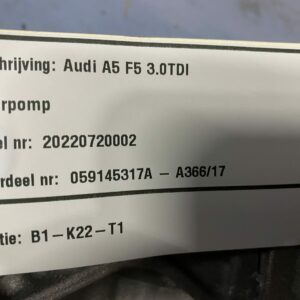 hrijving: Audi A5 F5 3.0TDI
rpomp
el nr: 20220720002
rdeel nr: 059145317A – A366/17
tie: B1–K22–T1